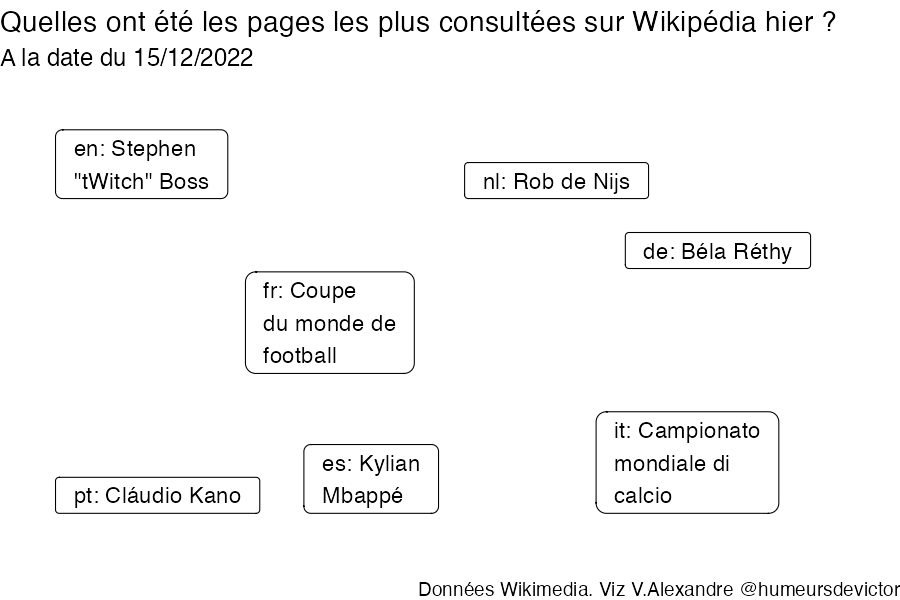 Quelles ont été les pages les plus consultées sur Wikipédia hier ?
A la date du 15/12/2022
en: Stephen
"tWitch" Boss
nl: Rob de Nijs
de: Béla Réthy
fr: Coupe
du monde de
football
it: Campionato
mondiale di
calcio
es: Kylian
Mbappé
pt: Cláudio Kano
Données Wikimedia. Viz V.Alexandre @humeursdevictor